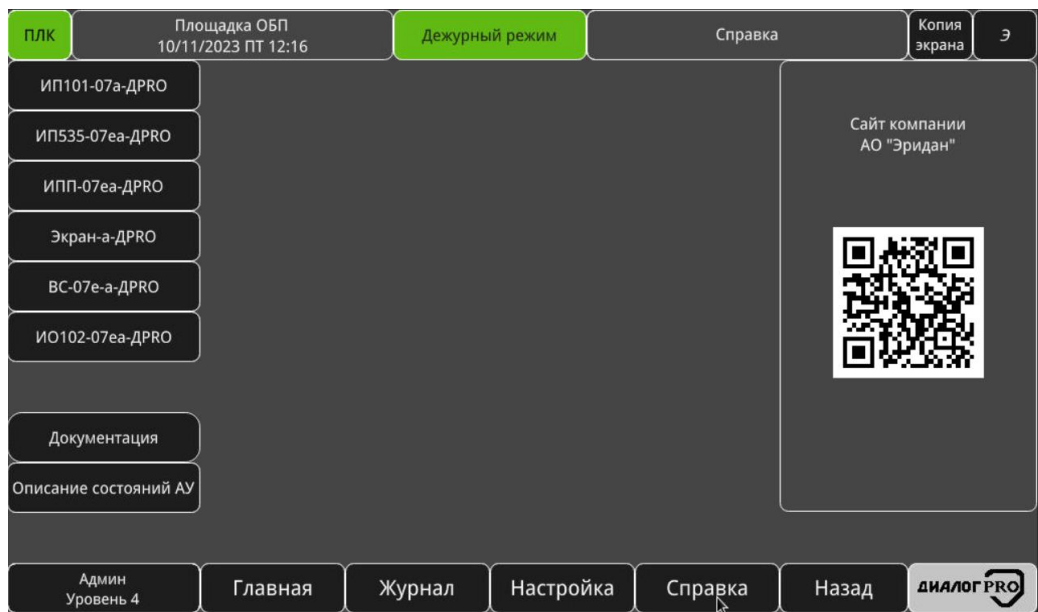 ПЛК
Площадка ОБП
10/11/2023 ПТ 12:16
Дежурный режим
Справка
Копия
экрана
Э
ИП101-07а-ДPRO
ИП535-07еа-ДPRO
ИПП-07еа-ДPRO
Экран-а-ДPRO
ВС-07е-а-ДPRO
ИО102-07еа-ДPRO
Документация
Описание состояний АУ
Сайт компании
АО "Эридан"
Админ
Уровень 4
Главная
Журнал
Настройка
Справка
Назад
ДИАЛОГ PRO